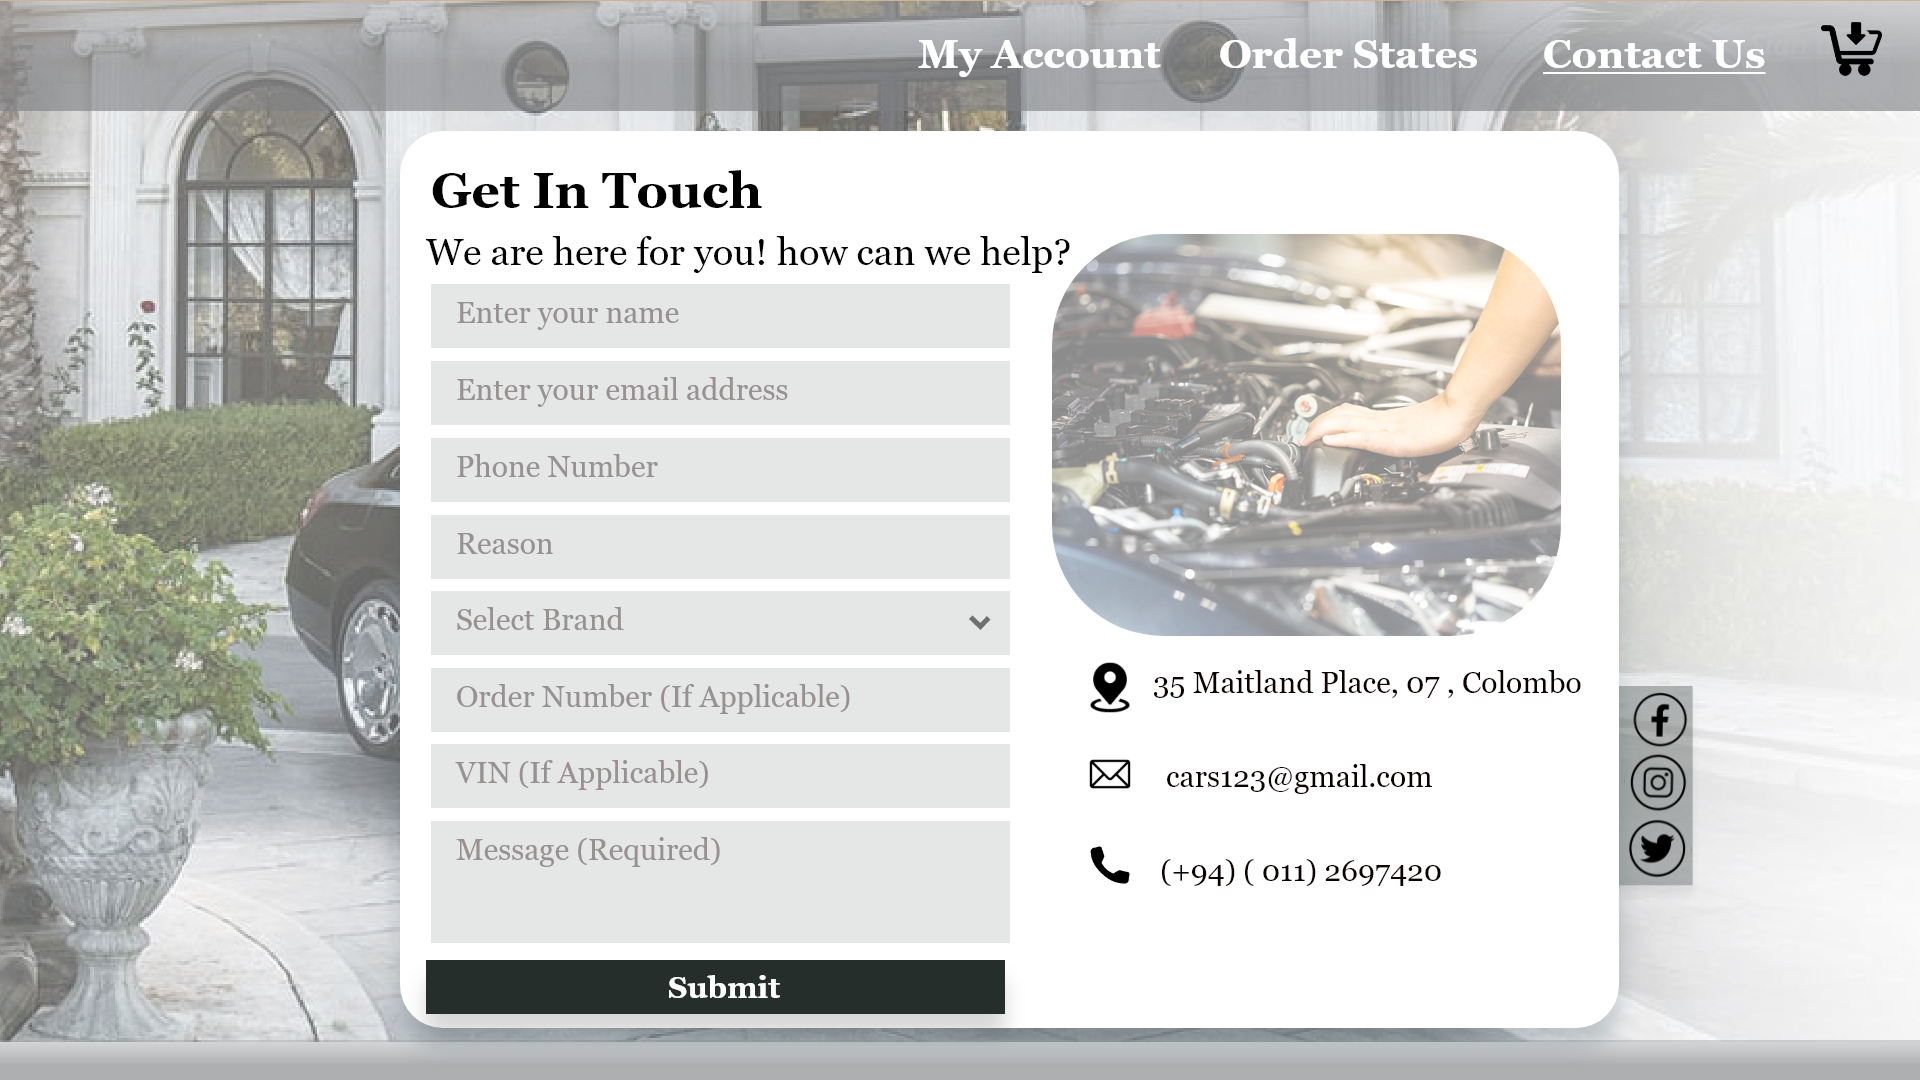 My Account Order States Contact Us
Get In Touch
We are here for you! how can we help?
Enter your name
Enter your email address
Phone Number
Reason
Select Brand
Order Number (If Applicable)
VIN (If Applicable)
Message (Required)
Submit
35 Maitland Place, 07 , Colombo
cars123@gmail.com
(+94) ( 011) 2697420